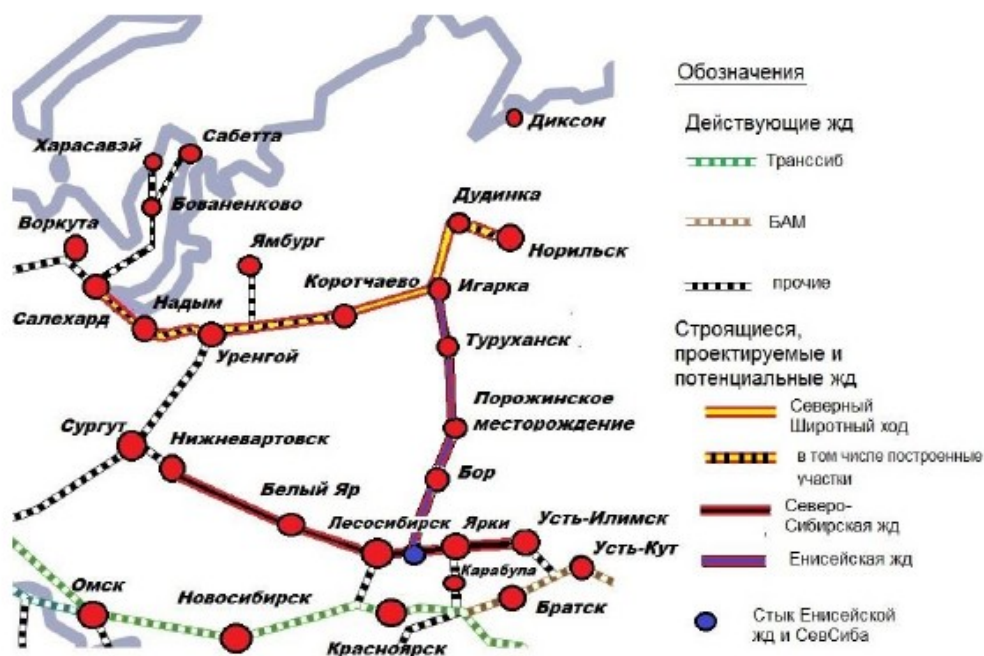 Диксон
Сабетта
Харасавэй
Бованенково
Воркута
Ямбург
Дудинка
Норильск
Коротчаево
Игарка
Надым
Салехард
Уренгой
Туруханск
Порожинское
месторождение
Сургут
Нижневартовск
Бор
Белый Яр
Лесосибирск
Ярки
Усть-Илимск
Усть-Кут
Карабула
Омск
Новосибирск
Братск
Красноярск
Обозначения
Действующие жд
Транссиб
БАМ
прочие
Строящиеся,
проектируемые и
потенциальные жд
Северный
Широтный ход
в том числе построенные
участки
Северо-
Сибирская жд
Енисейская жд
Стык Енисейской
жд и СевСиба